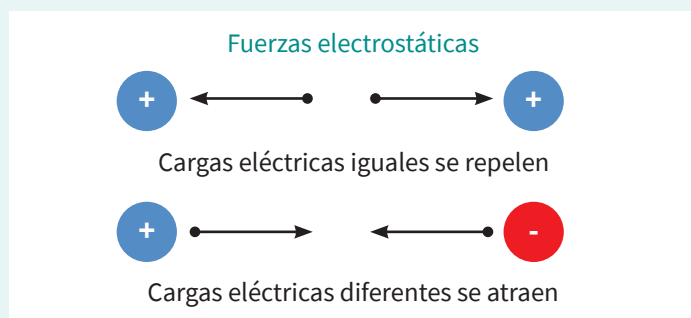 Fuerzas electrostáticas
+ +
Cargas eléctricas iguales se repelen
+ -
Cargas eléctricas diferentes se atraen